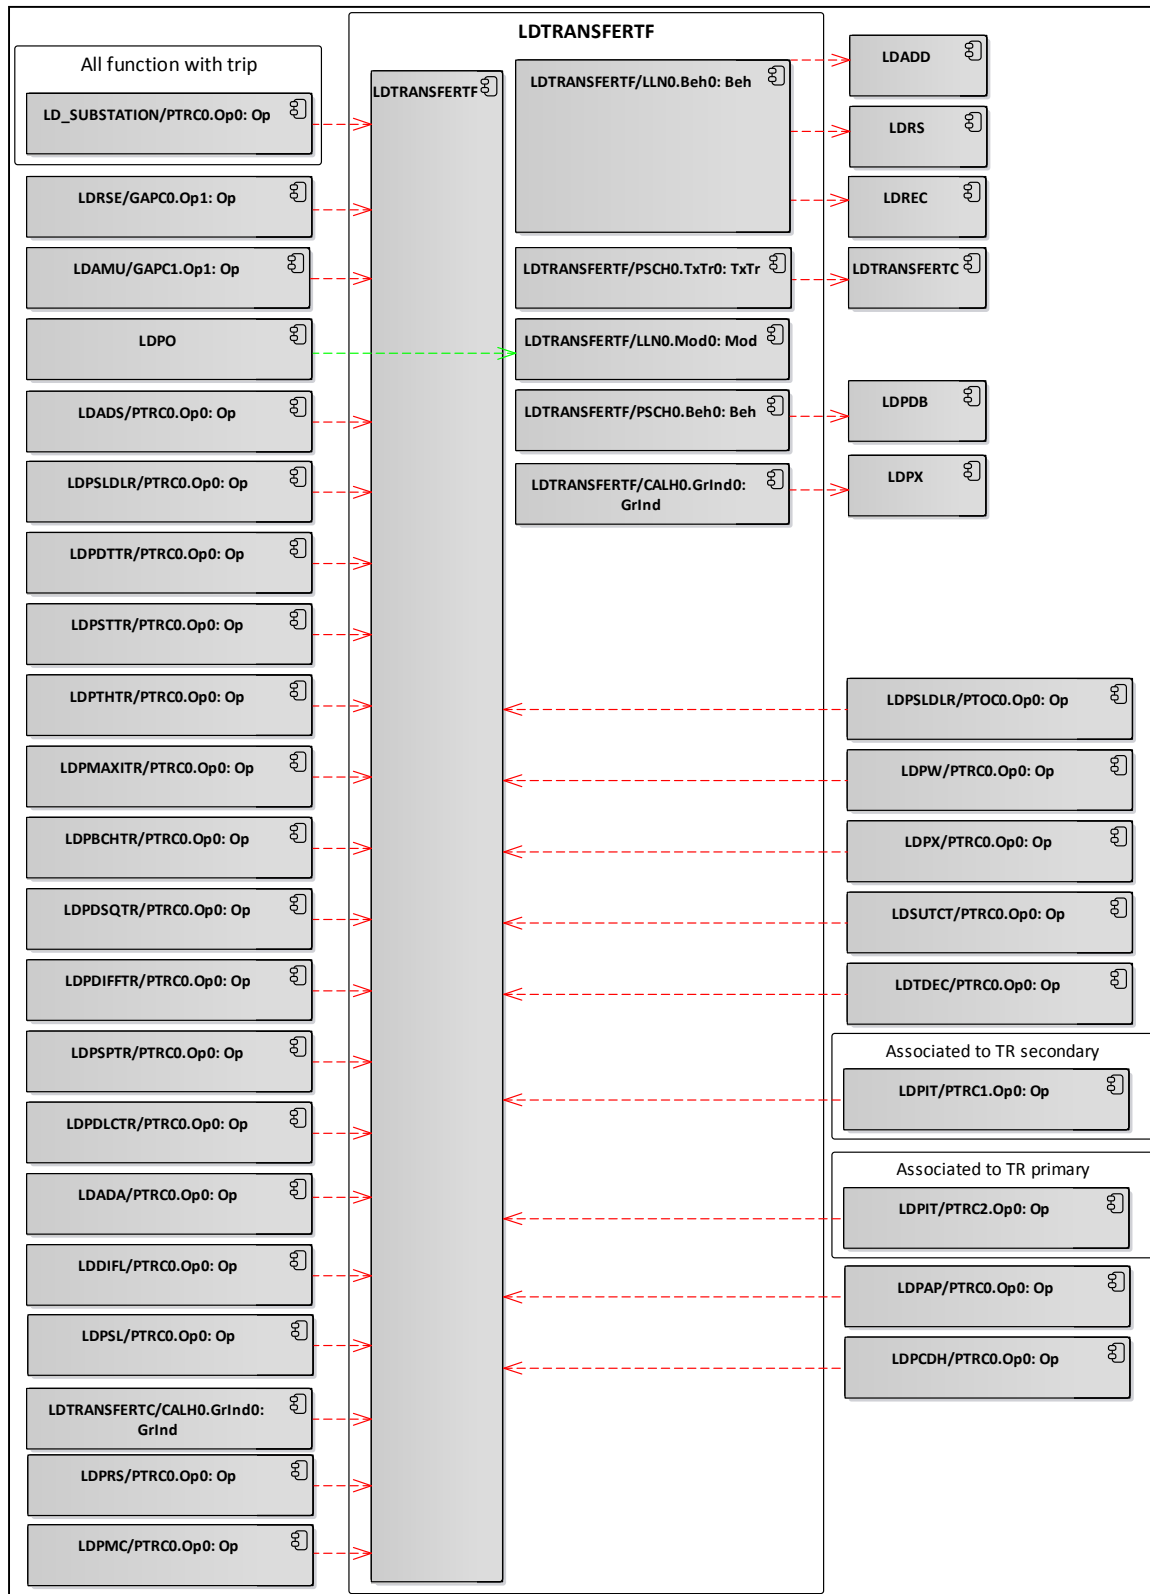 LDTRANSFERTF
All function with trip
LD_SUBSTATION/PTRC0.Op0: Op
LDRSE/GAPC0.Op1: Op
LDAMU/GAPC1.Op1: Op
LDPO
LDADS/PTRC0.Op0: Op
LDPSLDLR/PTRC0.Op0: Op
LDPDTTR/PTRC0.Op0: Op
LDPSTTR/PTRC0.Op0: Op
LDPTHTR/PTRC0.Op0: Op
LDPMAXITR/PTRC0.Op0: Op
LDPBCHTR/PTRC0.Op0: Op
LDPDSQTR/PTRC0.Op0: Op
LDPDIFFTR/PTRC0.Op0: Op
LDPSPTR/PTRC0.Op0: Op
LDPDLCTR/PTRC0.Op0: Op
LDADA/PTRC0.Op0: Op
LDDIFL/PTRC0.Op0: Op
LDPSL/PTRC0.Op0: Op
LDTRANSFERTC/CALH0.GrInd0:
GrInd
LDPRS/PTRC0.Op0: Op
LDPMC/PTRC0.Op0: Op
LDTRANSFERTF
LDTRANSFERTF/LLN0.Beh0: Beh
LDTRANSFERTF/PSCH0.TxTr0: TxTr
LDTRANSFERTF/LLN0.Mod0: Mod
LDTRANSFERTF/PSCH0.Beh0: Beh
LDTRANSFERTF/CALH0.GrInd0:
GrInd
LDADD
LDRS
LDREC
LDTRANSFERTC
LDPDB
LDPX
LDPSLDLR/PTOC0.Op0: Op
LDPW/PTRC0.Op0: Op
LDPX/PTRC0.Op0: Op
LDSUTCT/PTRC0.Op0: Op
LDTDEC/PTRC0.Op0: Op
Associated to TR secondary
LDPIT/PTRC1.Op0: Op
Associated to TR primary
LDPIT/PTRC2.Op0: Op
LDPAP/PTRC0.Op0: Op
LDPCDH/PTRC0.Op0: Op